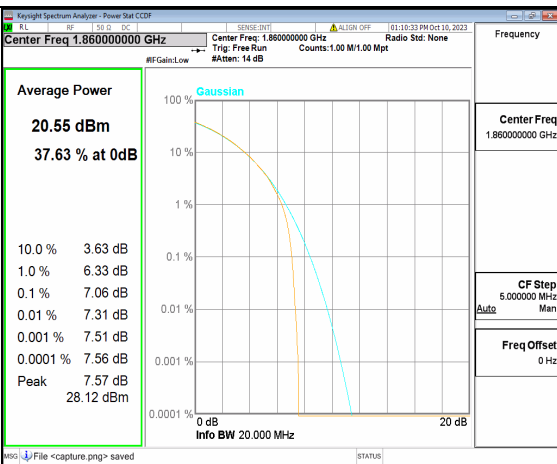 Keysight Spectrum Analyzer - Power Stat CCDF
RL RF 50 Ω DC SENSE:INT ALIGN OFF 01:10:33 PM Oct 10, 2023
Center Freq 1.860000000 GHz
Center Freq: 1.860000000 GHz Radio Std: None
Trig: Free Run Counts:1.00 M/1.00 Mpt
#IFGain:Low #Atten: 14 dB
Frequency
Average Power
20.55 dBm
37.63 % at 0dB
10.0 % 3.63 dB
1.0 % 6.33 dB
0.1 % 7.06 dB
0.01 % 7.31 dB
0.001 % 7.51 dB
0.0001 % 7.56 dB
Peak 7.57 dB
28.12 dBm
Gaussian
100 %
10 %
1 %
0.1 %
0.01 %
0.001 %
0.0001 %
0 dB 20 dB
Info BW 20.000 MHz
Center Freq
1.860000000 GHz
CF Step
5.000000 MHz
Auto Man
Freq Offset
0 Hz
MSG File <capture.png> saved STATUS